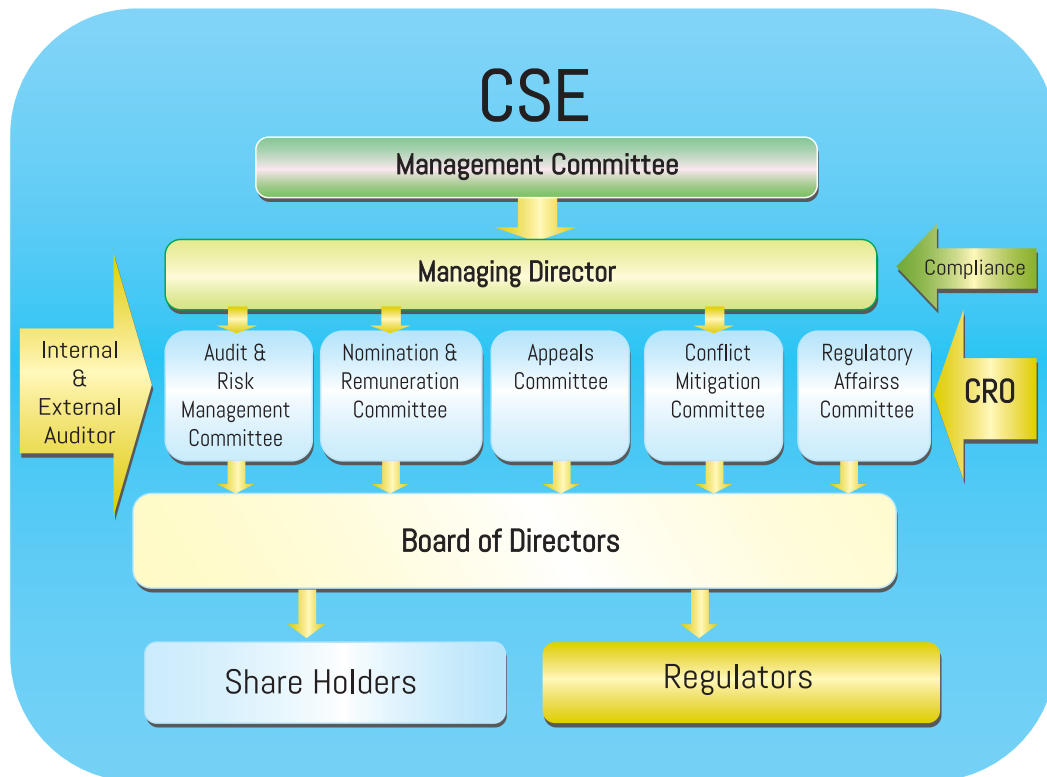 CSE
Management Committee
Managing Director
Compliance
Internal
&
External
Auditor
Audit &
Risk
Management
Committee
Nomination &
Remuneration
Committee
Appeals
Committee
Conflict
Mitigation
Committee
Regulatory
Affairss
Committee
CRO
Board of Directors
Share Holders
Regulators